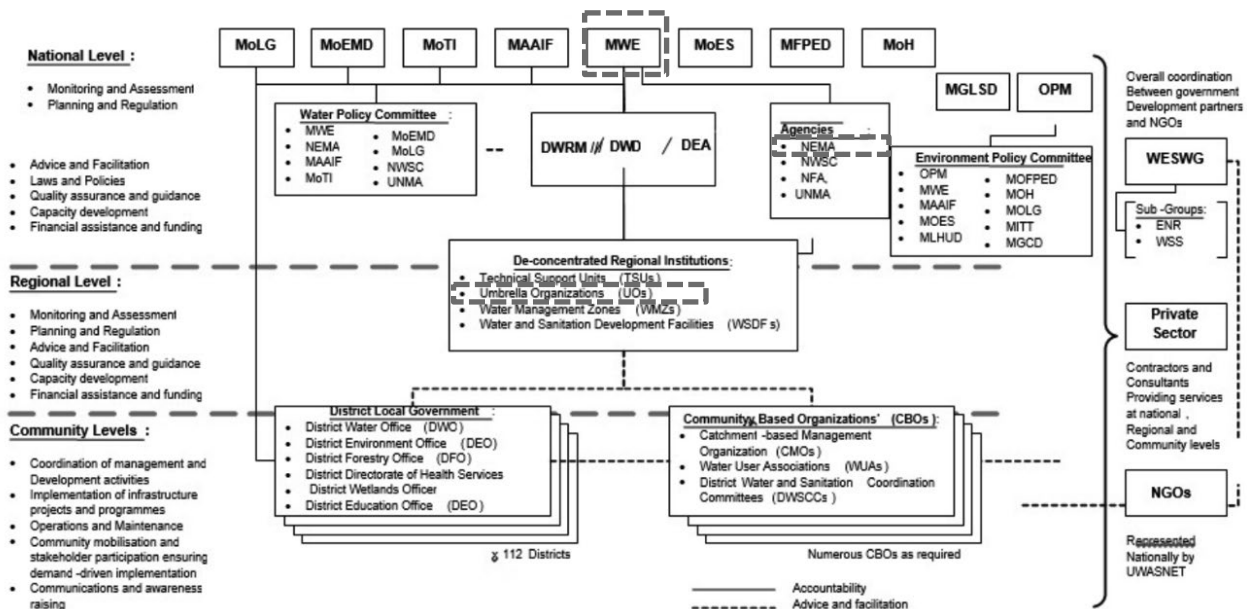 National Level :
• Monitoring and Assessment
• Planning and Regulation
• Advice and Facilitation
• Laws and Policies
• Quality assurance and guidance
• Capacity development
• Financial assistance and funding
MoLG
MoEMD
MoTI
MAAIF
MWE
MoES
MFPED
MoH
MGLSD
OPM
Water Policy Committee :
• MWE
• NEMA
• MAAIF
• MoTI
• MoEMD
• MoLG
• NWSC
• UNMA
DWRM / DWD / DEA
Agencies :
• NEMA
• NWSC
• NFA,
• UNMA
Environment Policy Committee
• OPM
• MWE
• MAAIF
• MOES
• MLHUD
• MOFPED
• MOH
• MOLG
• MITT
• MGCD
Overall coordination
Between government
Development partners
and NGOs
WESWG
Sub -Groups:
• ENR
• WSS
Regional Level :
• Monitoring and Assessment
• Planning and Regulation
• Advice and Facilitation
• Quality assurance and guidance
• Capacity development
• Financial assistance and funding
De-concentrated Regional Institutions:
• Technical Support Units (TSUs)
• Umbrella Organizations (UOs)
• Water Management Zones (WMZs)
• Water and Sanitation Development Facilities (WSDF s)
Private
Sector
Contractors and
Consultants
Providing services
at national ,
Regional and
Community levels
Community Levels :
• Coordination of management and
Development activities
• Implementation of infrastructure
projects and programmes
• Operations and Maintenance
• Community mobilisation and
stakeholder participation ensuring
demand -driven implementation
• Communications and awareness
raising
District Local Government :
• District Water Office (DWO)
• District Environment Office (DEO)
• District Forestry Office (DFO)
• District Directorate of Health Services
• District Wetlands Officer
• District Education Office (DEO)
112 Districts
Community Based Organizations' (CBOs):
• Catchment -based Management
Organization (CMOs)
• Water User Associations (WUAs)
• District Water and Sanitation Coordination
Committees (DWSCCs)
Numerous CBOs as required
NGOs
Represented
Nationally by
UWASNET
Accountability
Advice and facilitation